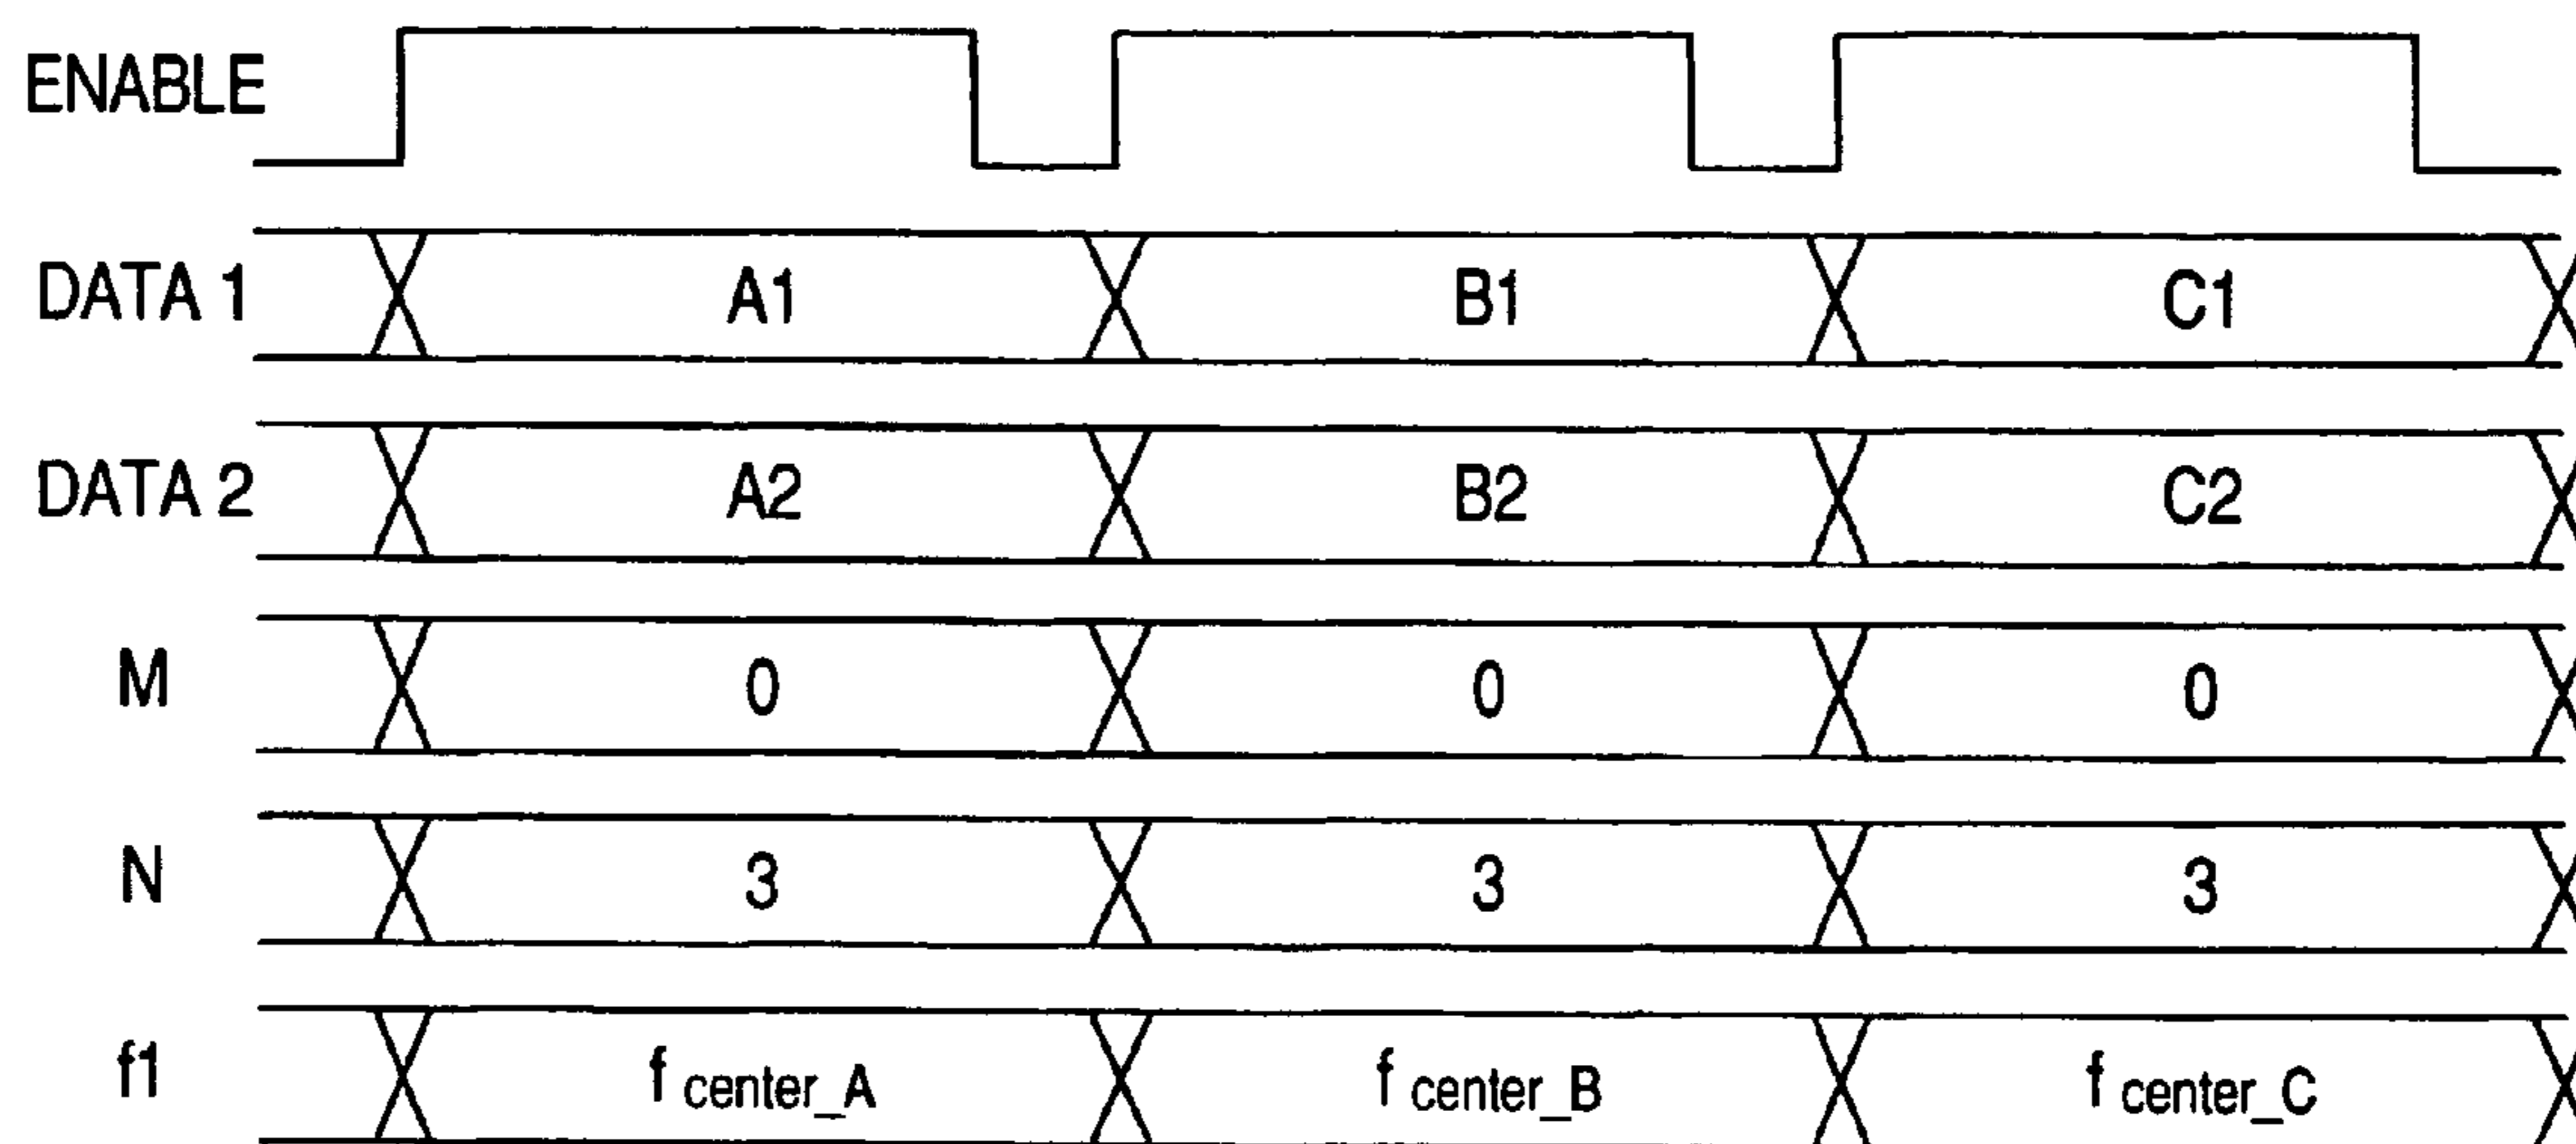 ENABLE
DATA 1 A1 B1 C1
DATA 2 A2 B2 C2
M 0 0 0
N 3 3 3
f1 f center_A f center_B f center_C